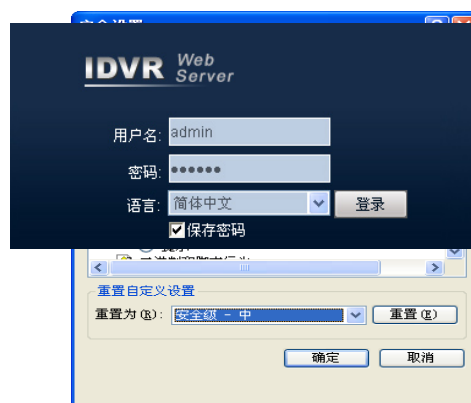 IDVR Web Server
用户名: admin
密码: ••••••
语言: 简体中文 登录
保存密码
重置自定义设置
重置为(R): 安全级 - 中 重置(E)
确定 取消